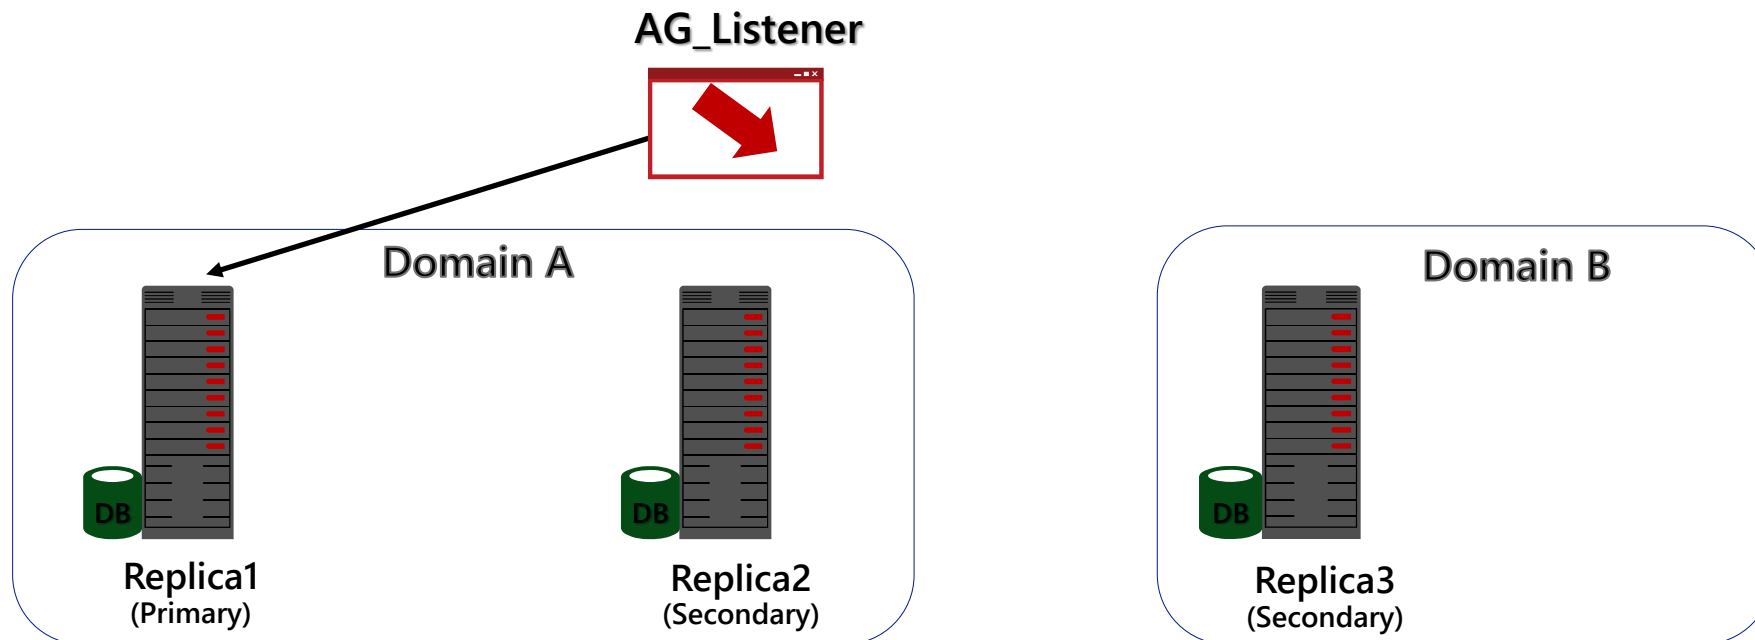 AG_Listener
Domain A
Domain B
DB
DB
DB
Replica1
(Primary)
Replica2
(Secondary)
Replica3
(Secondary)